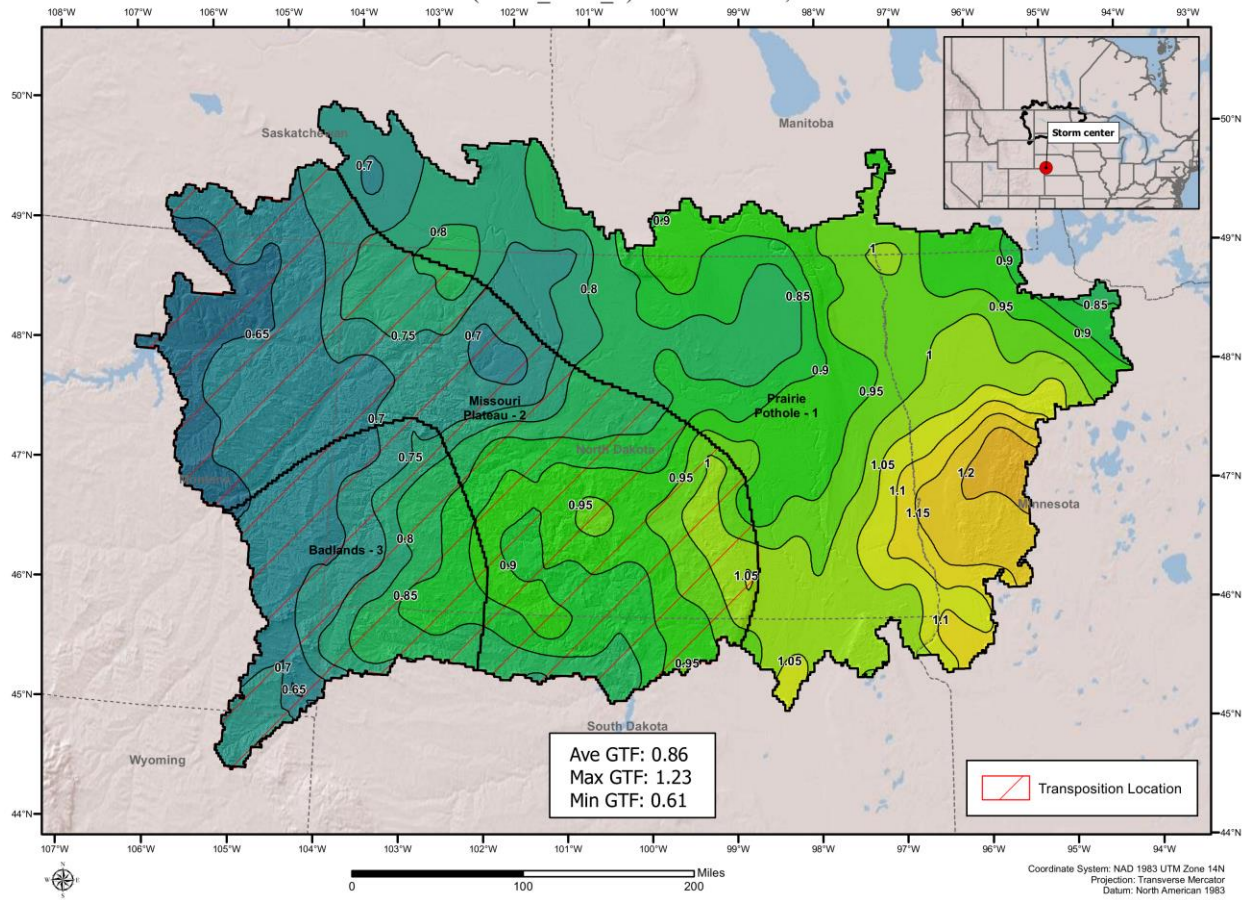 108°W 107°W 106°W 105°W 104°W 103°W 102°W 101°W 100°W 99°W 98°W 97°W 96°W 95°W 94°W 93°W
50°N
50°N
Saskatchewan
Manitoba
Storm center
0.7
0.9
49°N
49°N
0.8
1
0.9
0.8
0.85
0.95
0.85
0.65
0.9
48°N
48°N
0.75
0.7
1
0.9
0.95
0.7
Missouri
Plateau - 2
Prairie
Pothole - 1
0.75
North Dakota
1
0.95
1.05
47°N
47°N
1.2
1.1
Montana
0.95
1.15
Minnesota
Badlands - 3
0.8
0.9
1.05
46°N
46°N
0.85
1.1
0.7
0.95
1.05
0.65
45°N
45°N
South Dakota
Wyoming
Ave GTF: 0.86
Max GTF: 1.23
Min GTF: 0.61
Transposition Location
44°N
44°N
107°W 106°W 105°W 104°W 103°W 102°W 101°W 100°W 99°W 98°W 97°W 96°W 95°W 94°W
N
W E
S
Miles
0 100 200
Coordinate System: NAD 1983 UTM Zone 14N
Projection: Transverse Mercator
Datum: North American 1983